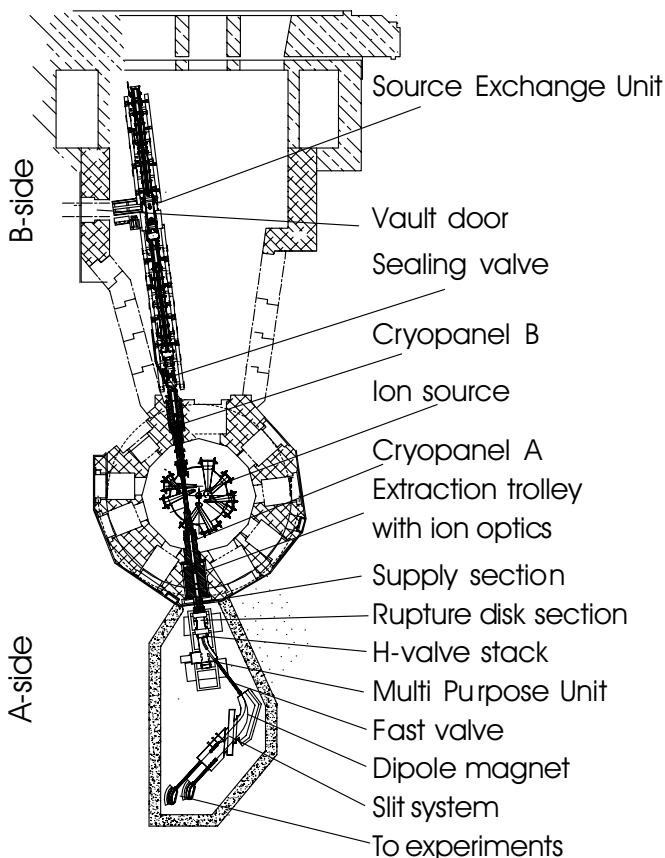 Source Exchange Unit
B-side
Vault door
Sealing valve
Cryopanel B
Ion source
Cryopanel A
Extraction trolley
with ion optics
Supply section
Rupture disk section
A-side
H-valve stack
Multi Purpose Unit
Fast valve
Dipole magnet
Slit system
To experiments